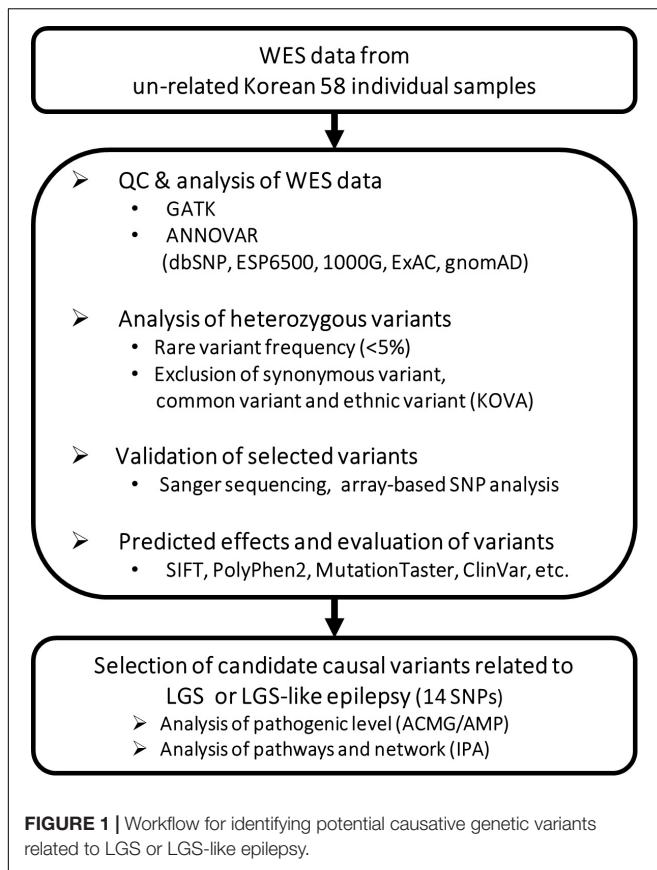 WES data from
un-related Korean 58 individual samples
➤ QC & analysis of WES data
• GATK
• ANNOVAR
(dbSNP, ESP6500, 1000G, ExAC, gnomAD)
➤ Analysis of heterozygous variants
• Rare variant frequency (<5%)
• Exclusion of synonymous variant,
common variant and ethnic variant (KOVA)
➤ Validation of selected variants
• Sanger sequencing, array-based SNP analysis
➤ Predicted effects and evaluation of variants
• SIFT, PolyPhen2, MutationTaster, ClinVar, etc.
Selection of candidate causal variants related to
LGS or LGS-like epilepsy (14 SNPs)
➤ Analysis of pathogenic level (ACMG/AMP)
➤ Analysis of pathways and network (IPA)
FIGURE 1 | Workflow for identifying potential causative genetic variants
related to LGS or LGS-like epilepsy.